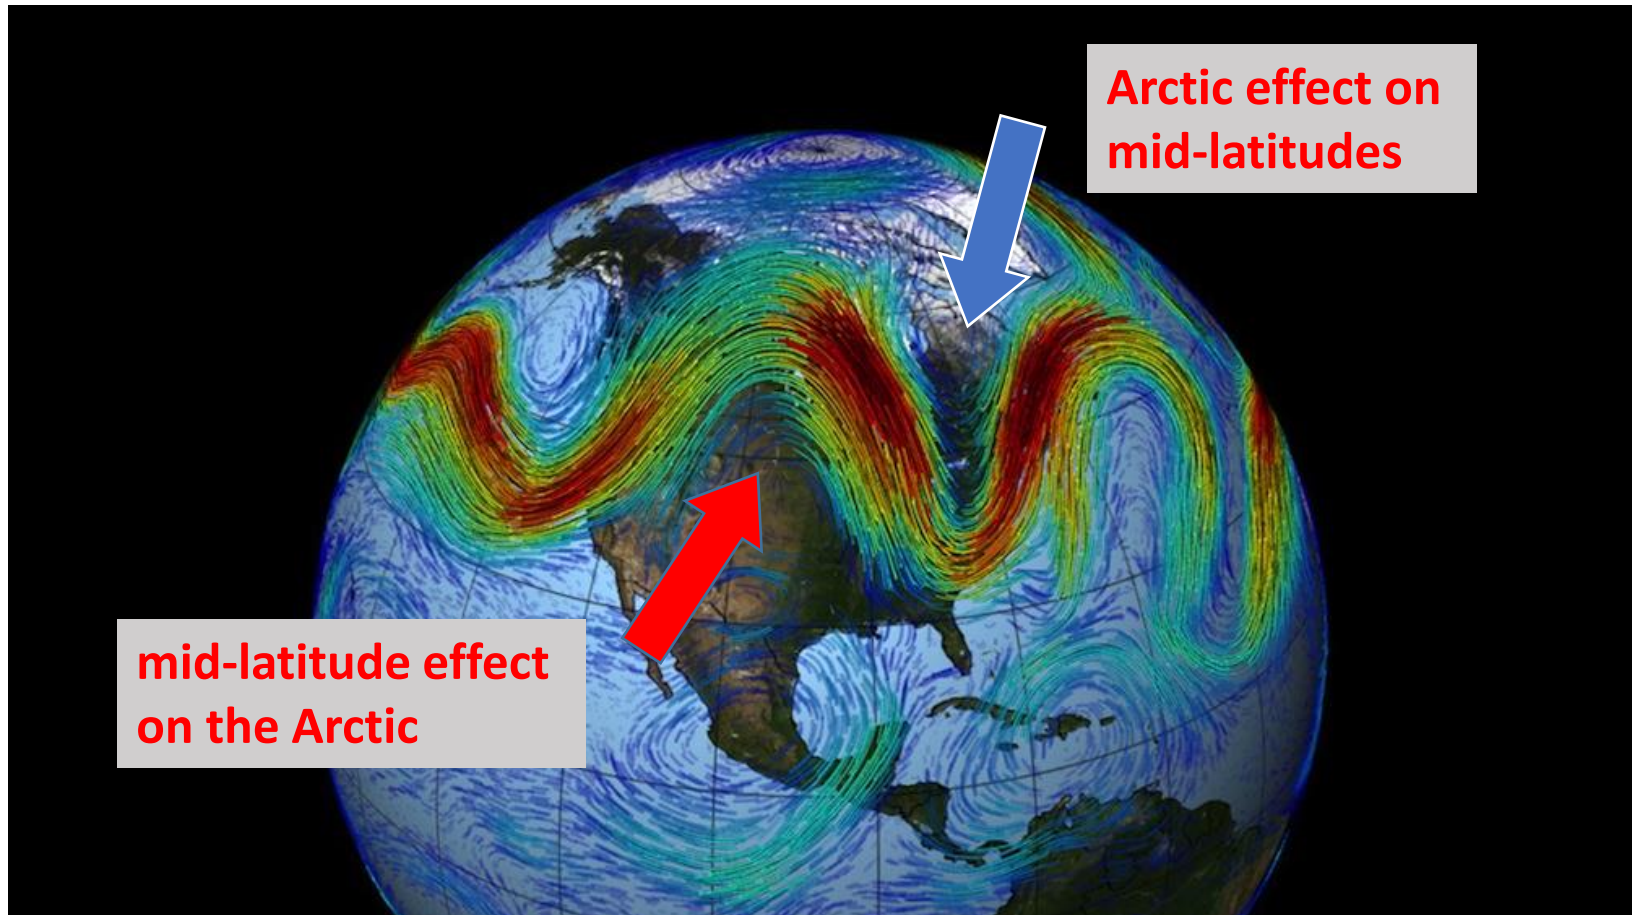 Arctic effect on
mid-latitudes
mid-latitude effect
on the Arctic